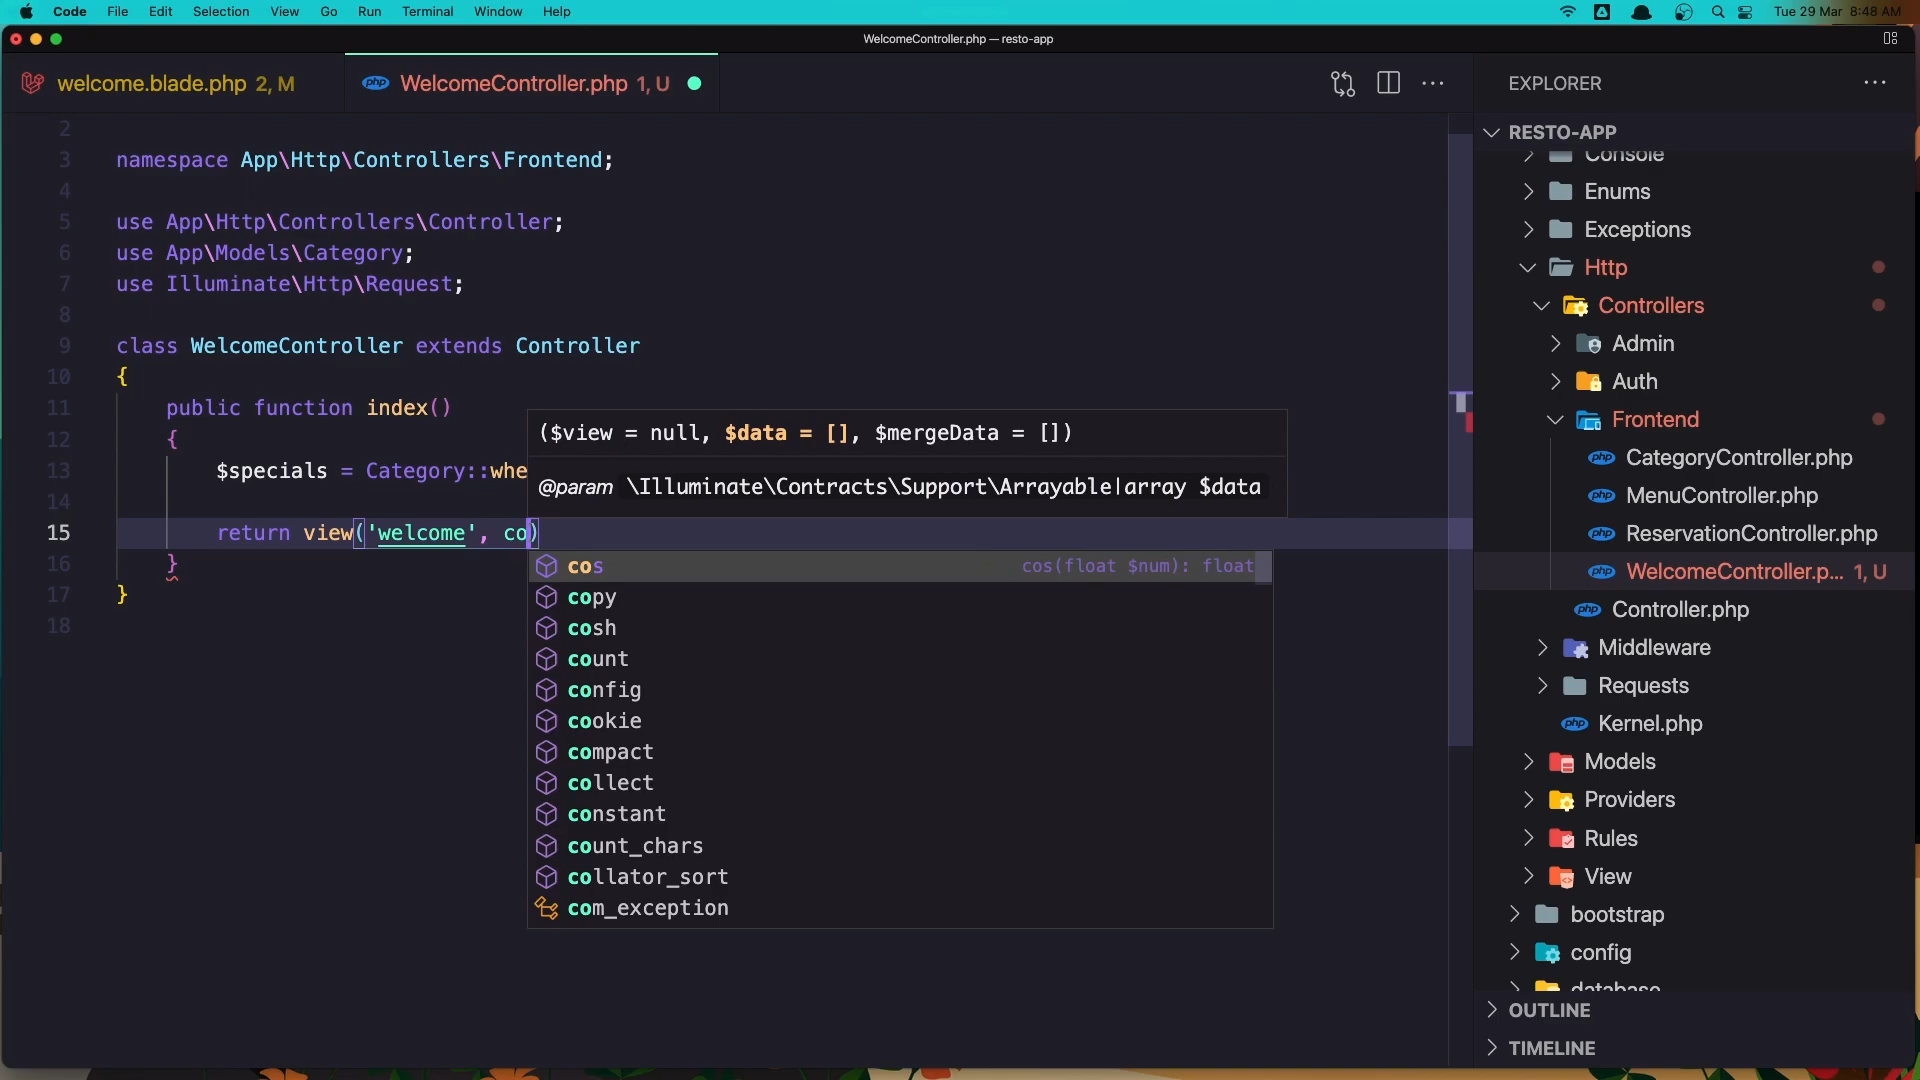 Code File Edit Selection View Go Run Terminal Window Help Tue 29 Mar 8:48 AM
WelcomeController.php — resto-app
welcome.blade.php 2, M
WelcomeController.php 1, U
EXPLORER
RESTO-APP
2
3 namespace App\Http\Controllers\Frontend;
4
5 use App\Http\Controllers\Controller;
6 use App\Models\Category;
7 use Illuminate\Http\Request;
8
9 class WelcomeController extends Controller
10 {
11 public function index()
12 {
13 $specials = Category::whe
14
15 return view('welcome', co)
16 }
17 }
18
($view = null, $data = [], $mergeData = [])
@param \Illuminate\Contracts\Support\Arrayable|array $data
cos cos(float $num): float
copy
cosh
count
config
cookie
compact
collect
constant
count_chars
collator_sort
com_exception
Console
Enums
Exceptions
Http
Controllers
Admin
Auth
Frontend
php CategoryController.php
php MenuController.php
php ReservationController.php
php WelcomeController.p... 1, U
php Controller.php
Middleware
Requests
php Kernel.php
Models
Providers
Rules
View
bootstrap
config
database
OUTLINE
TIMELINE